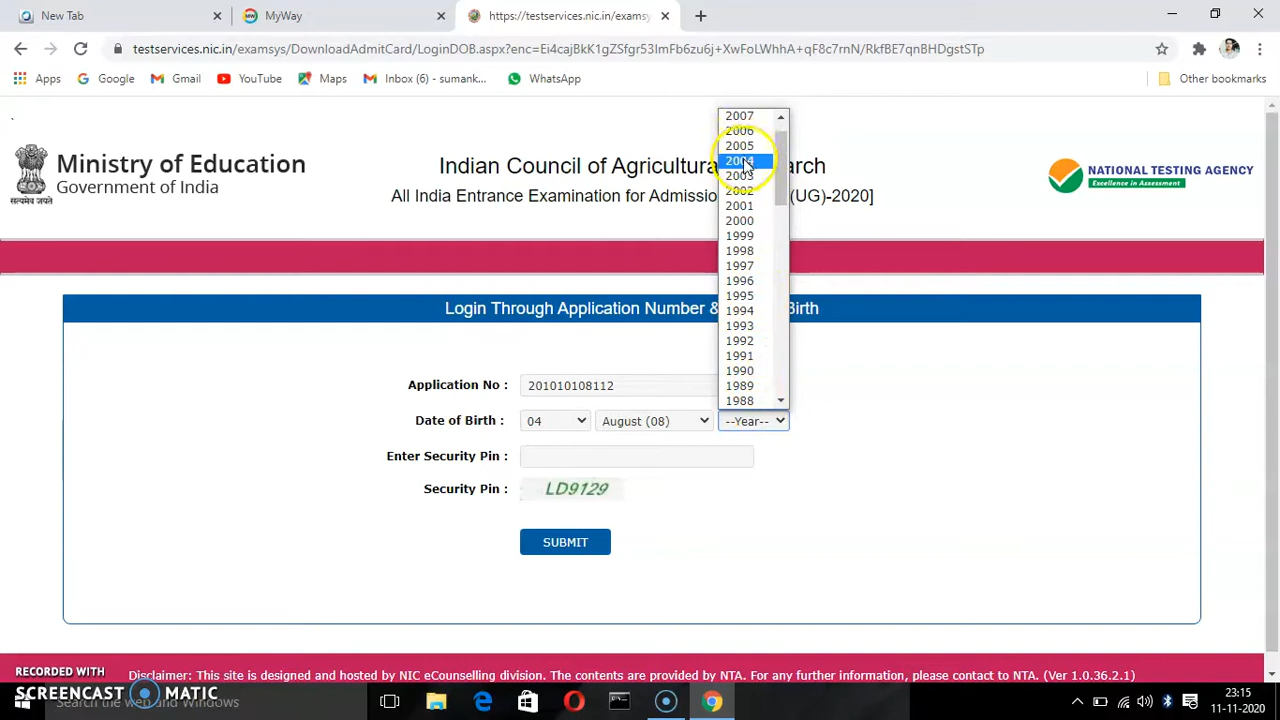 New Tab
MyWay
https://testservices.nic.in/examsy
testservices.nic.in/examsys/DownloadAdmitCard/LoginDOB.aspx?enc=Ei4cajBkK1gZSfgr53ImFb6zu6j+XwFoLWhhA+qF8c7rnN/RkfBE7qnBHDgstSTp
Apps
Google
Gmail
YouTube
Maps
Inbox (6) - sumank...
WhatsApp
Other bookmarks
Ministry of Education
Government of India
सत्यमेव जयते
Indian Council of Agricultura
rch
All India Entrance Examination for Admissio
(UG)-2020]
NATIONAL TESTING AGENCY
Excellence in Assessment
Login Through Application Number &
Birth
Application No :
201010108112
Date of Birth :
04
August (08)
--Year--
2007
2006
2005
2004
2003
2002
2001
2000
1999
1998
1997
1996
1995
1994
1993
1992
1991
1990
1989
1988
Enter Security Pin :
Security Pin :
LD9129
SUBMIT
Disclaimer: This site is designed and hosted by NIC eCounselling division. The contents are provided by NTA. For any further information, please contact to NTA. (Ver 1.0.36.2.1)
RECORDED WITH
SCREENCAST MATIC
Search the web and Windows
23:15
11-11-2020